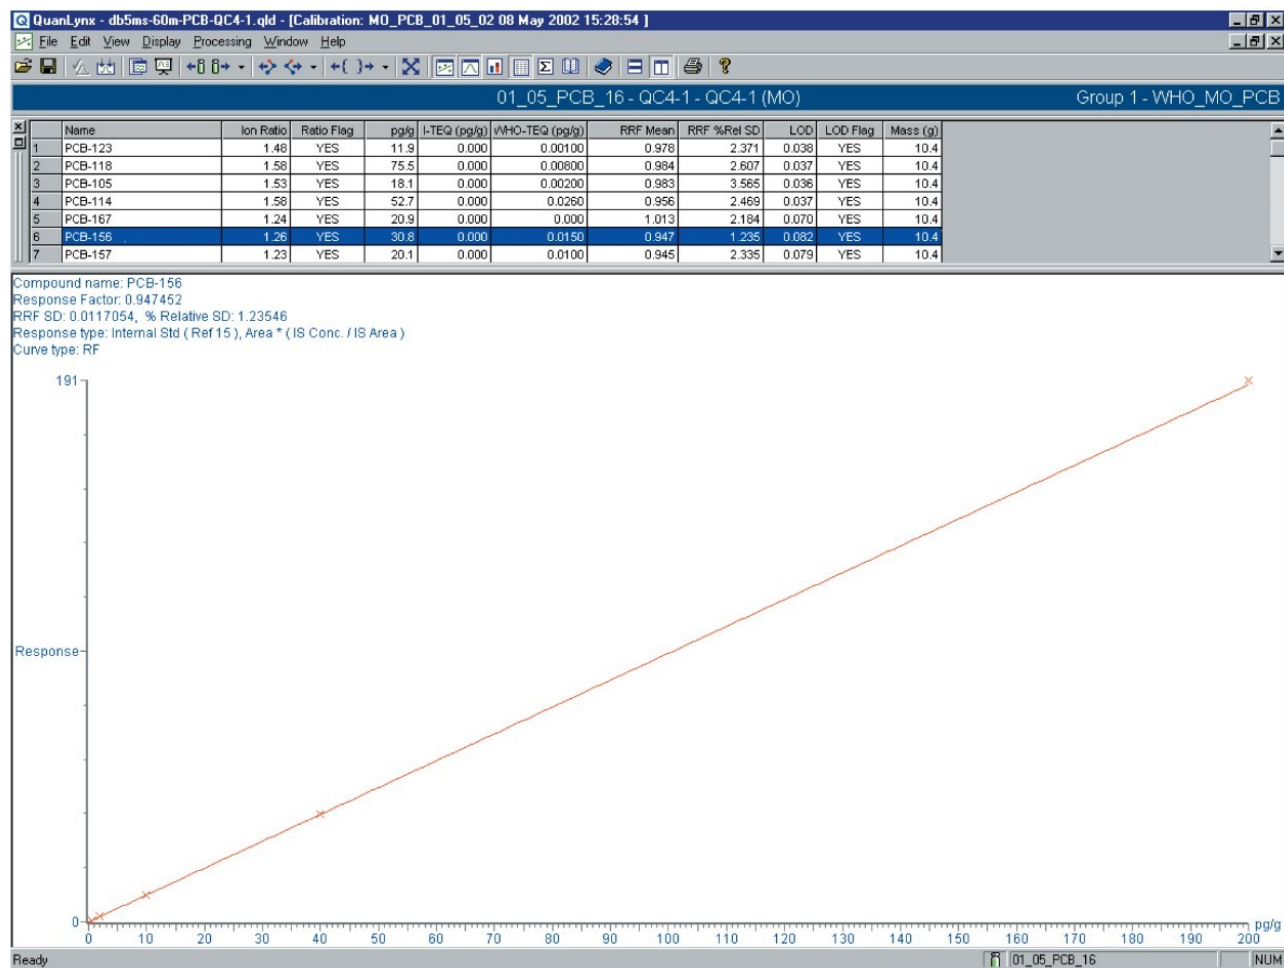 QuanLynx - db5ms-60m-PCB-QC4-1.qld - [Calibration: MO_PCB_01_05_02 08 May 2002 15:28:54 ]
File Edit View Display Processing Window Help
01_05_PCB_16 - QC4-1 - QC4-1 (MO) Group 1 - WHO_MO_PCB
Name Ion Ratio Ratio Flag pg/g I-TEQ (pg/g) WHO-TEQ (pg/g) RRF Mean RRF %Rel SD LOD LOD Flag Mass (g)
1 PCB-123 1.48 YES 11.9 0.000 0.00100 0.978 2.371 0.038 YES 10.4
2 PCB-118 1.58 YES 75.5 0.000 0.00800 0.984 2.607 0.037 YES 10.4
3 PCB-105 1.53 YES 18.1 0.000 0.00200 0.983 3.565 0.036 YES 10.4
4 PCB-114 1.58 YES 52.7 0.000 0.0260 0.956 2.469 0.037 YES 10.4
5 PCB-167 1.24 YES 20.9 0.000 0.000 1.013 2.184 0.070 YES 10.4
6 PCB-156 1.26 YES 30.8 0.000 0.0150 0.947 1.235 0.082 YES 10.4
7 PCB-157 1.23 YES 20.1 0.000 0.0100 0.945 2.335 0.079 YES 10.4
Compound name: PCB-156
Response Factor: 0.947452
RRF SD: 0.0117054, % Relative SD: 1.23546
Response type: Internal Std ( Ref 15 ), Area * ( IS Conc. / IS Area )
Curve type: RF
191
Response
0
pg/g
0 10 20 30 40 50 60 70 80 90 100 110 120 130 140 150 160 170 180 190 200
Ready 01_05_PCB_16 NUM